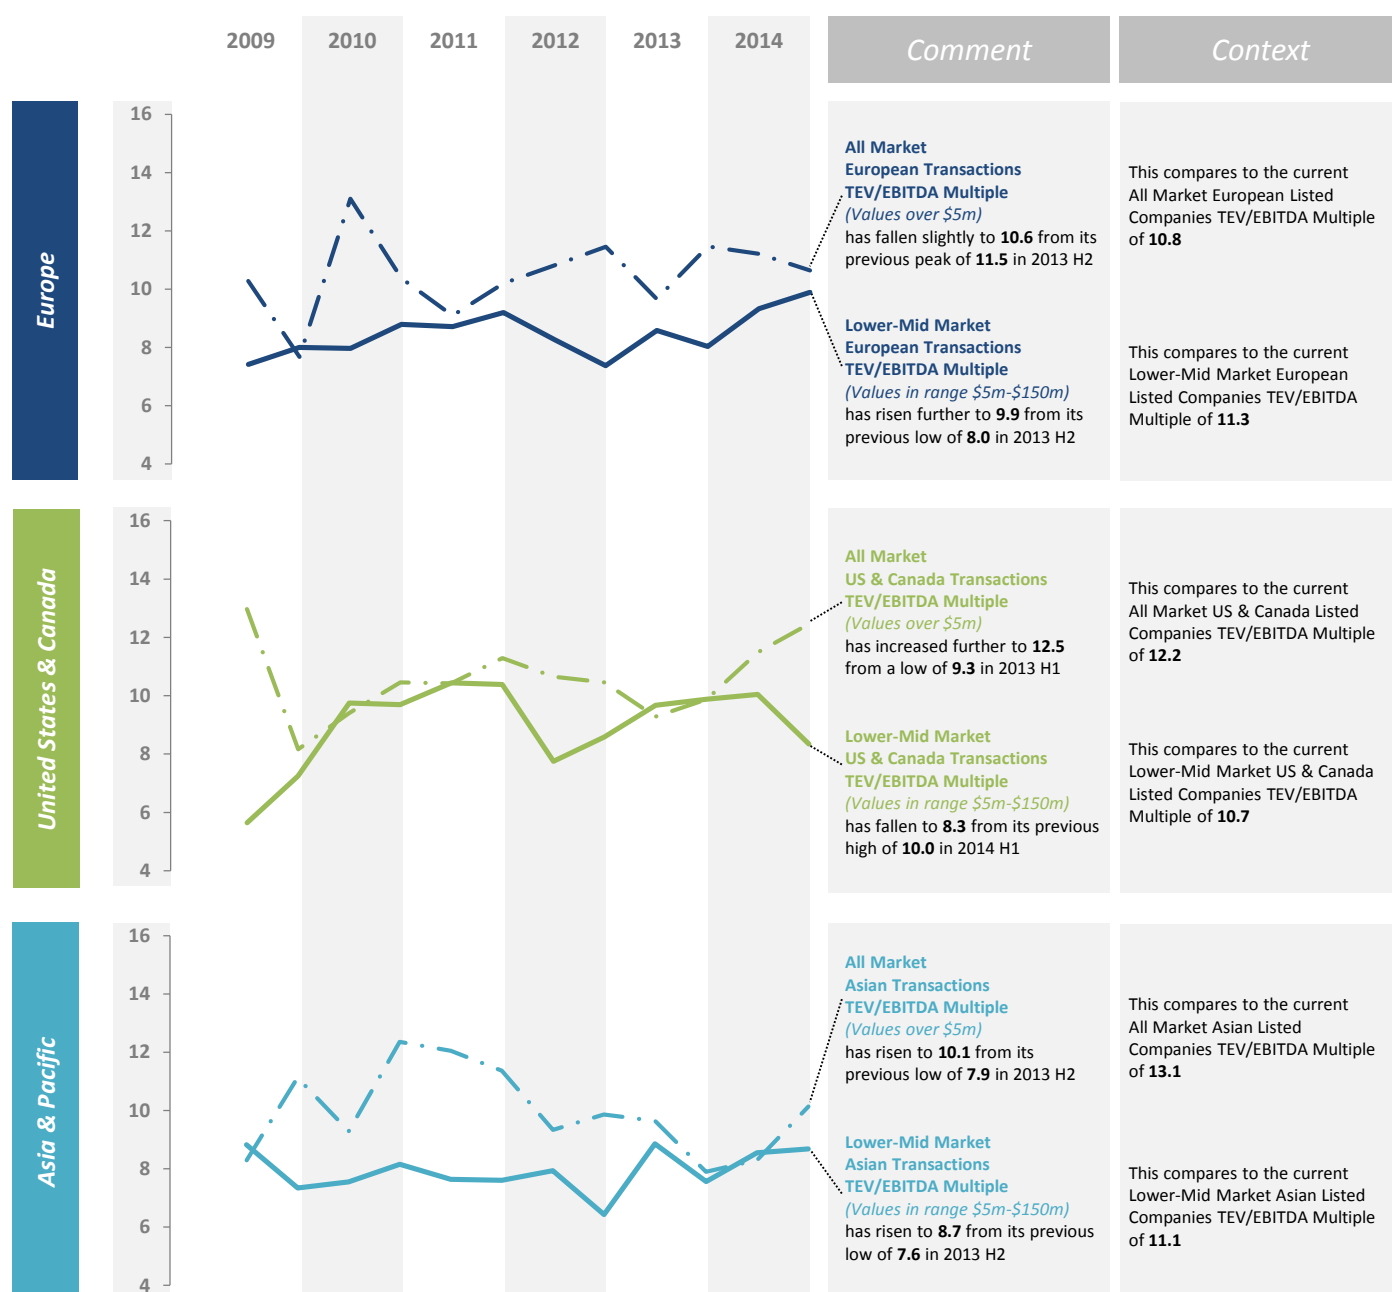 2009 2010 2011 2012 2013 2014 Comment Context
Europe
16
14
12
10
8
6
4
All Market
European Transactions
TEV/EBITDA Multiple
(Values over $5m)
has fallen slightly to 10.6 from its
previous peak of 11.5 in 2013 H2
This compares to the current
All Market European Listed
Companies TEV/EBITDA Multiple
of 10.8
Lower-Mid Market
European Transactions
TEV/EBITDA Multiple
(Values in range $5m-$150m)
has risen further to 9.9 from its
previous low of 8.0 in 2013 H2
This compares to the current
Lower-Mid Market European
Listed Companies TEV/EBITDA
Multiple of 11.3
United States & Canada
16
14
12
10
8
6
4
All Market
US & Canada Transactions
TEV/EBITDA Multiple
(Values over $5m)
has increased further to 12.5
from a low of 9.3 in 2013 H1
This compares to the current
All Market US & Canada Listed
Companies TEV/EBITDA Multiple
of 12.2
Lower-Mid Market
US & Canada Transactions
TEV/EBITDA Multiple
(Values in range $5m-$150m)
has fallen to 8.3 from its previous
high of 10.0 in 2014 H1
This compares to the current
Lower-Mid Market US & Canada
Listed Companies TEV/EBITDA
Multiple of 10.7
Asia & Pacific
16
14
12
10
8
6
4
All Market
Asian Transactions
TEV/EBITDA Multiple
(Values over $5m)
has risen to 10.1 from its
previous low of 7.9 in 2013 H2
This compares to the current
All Market Asian Listed
Companies TEV/EBITDA Multiple
of 13.1
Lower-Mid Market
Asian Transactions
TEV/EBITDA Multiple
(Values in range $5m-$150m)
has risen to 8.7 from its previous
low of 7.6 in 2013 H2
This compares to the current
Lower-Mid Market Asian Listed
Companies TEV/EBITDA Multiple
of 11.1